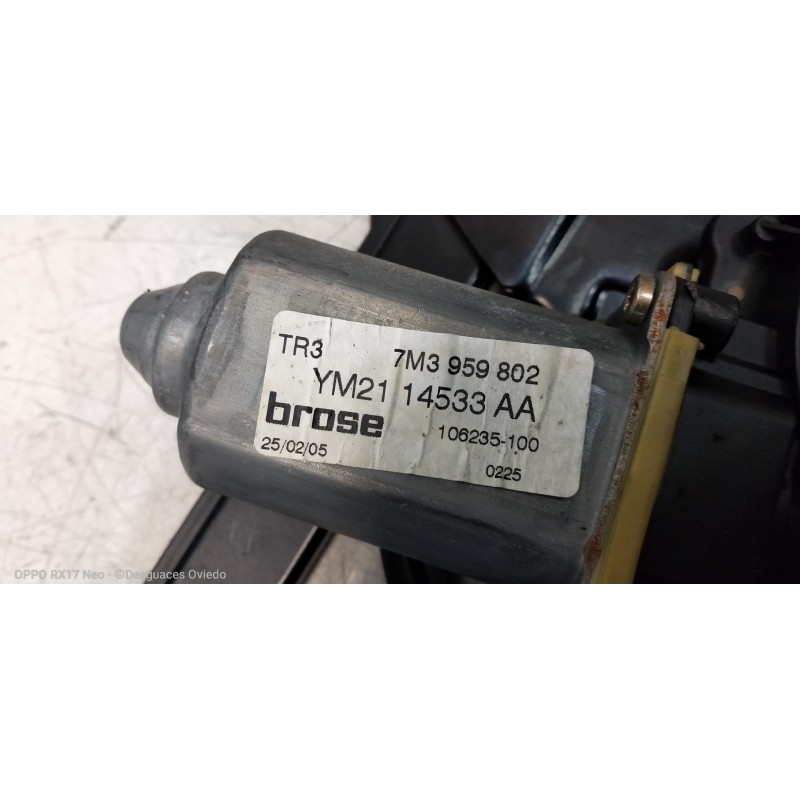 TR3 7M3 959 802
YM21 14533 AA
brose 106235-100
25/02/05 0225
OPPO RX17 Neo - ©Desguaces Oviedo